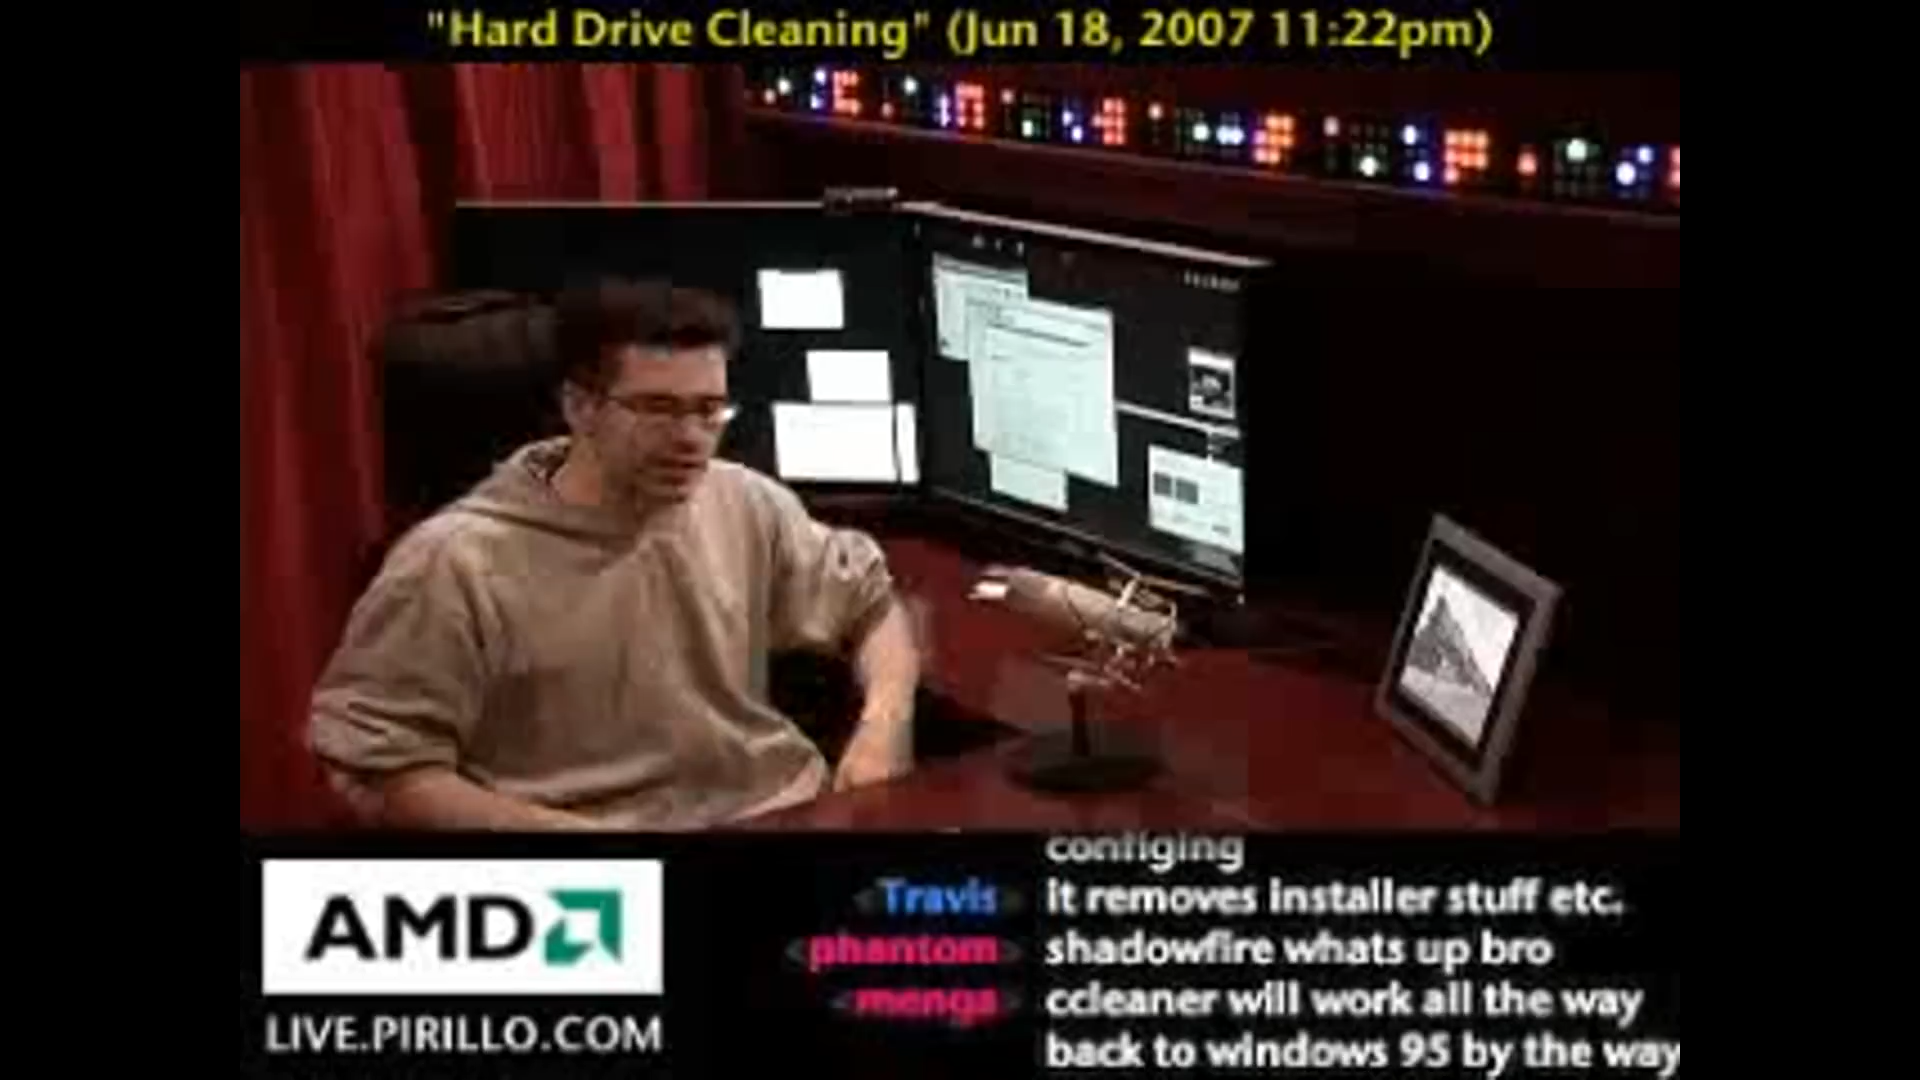 "Hard Drive Cleaning" (Jun 18, 2007 11:22pm)
configing
Travis it removes installer stuff etc.
phantom shadowfire whats up bro
menga ccleaner will work all the way
back to windows 95 by the way
AMD
LIVE.PIRILLO.COM